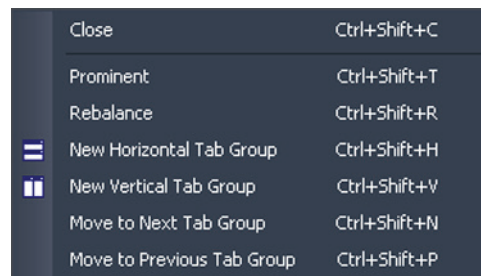 Close Ctrl+Shift+C
Prominent Ctrl+Shift+T
Rebalance Ctrl+Shift+R
New Horizontal Tab Group Ctrl+Shift+H
New Vertical Tab Group Ctrl+Shift+V
Move to Next Tab Group Ctrl+Shift+N
Move to Previous Tab Group Ctrl+Shift+P